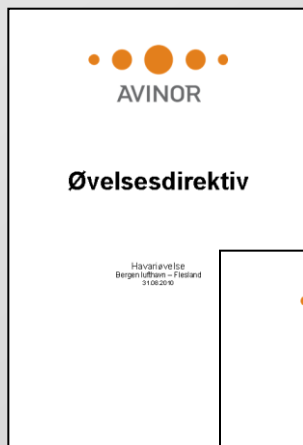 AVINOR
Øvelsesdirektiv
Havariøvelse
Bergen lufthavn – Flesland
31.08.2010